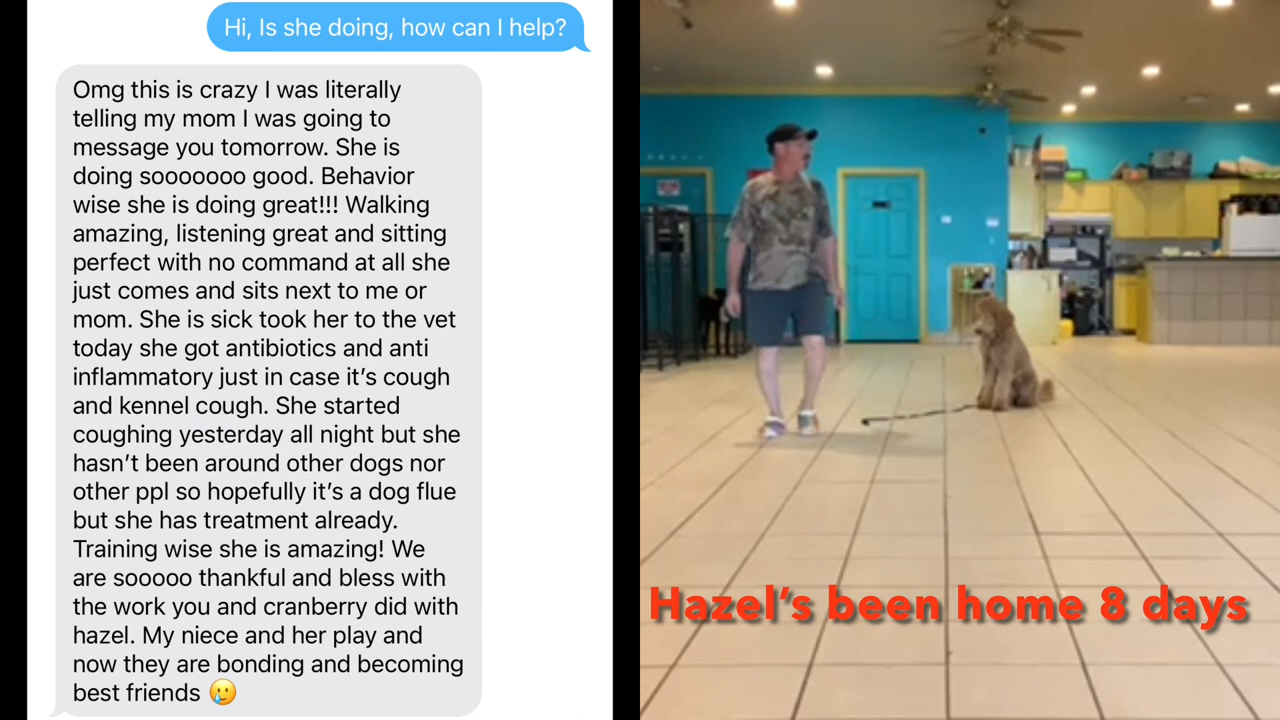 Hi, Is she doing, how can I help?
Omg this is crazy I was literally
telling my mom I was going to
message you tomorrow. She is
doing sooooooo good. Behavior
wise she is doing great!!! Walking
amazing, listening great and sitting
perfect with no command at all she
just comes and sits next to me or
mom. She is sick took her to the vet
today she got antibiotics and anti
inflammatory just in case it’s cough
and kennel cough. She started
coughing yesterday all night but she
hasn’t been around other dogs nor
other ppl so hopefully it’s a dog flue
but she has treatment already.
Training wise she is amazing! We
are sooooo thankful and bless with
the work you and cranberry did with
hazel. My niece and her play and
now they are bonding and becoming
best friends 🥲
Hazel’s been home 8 days